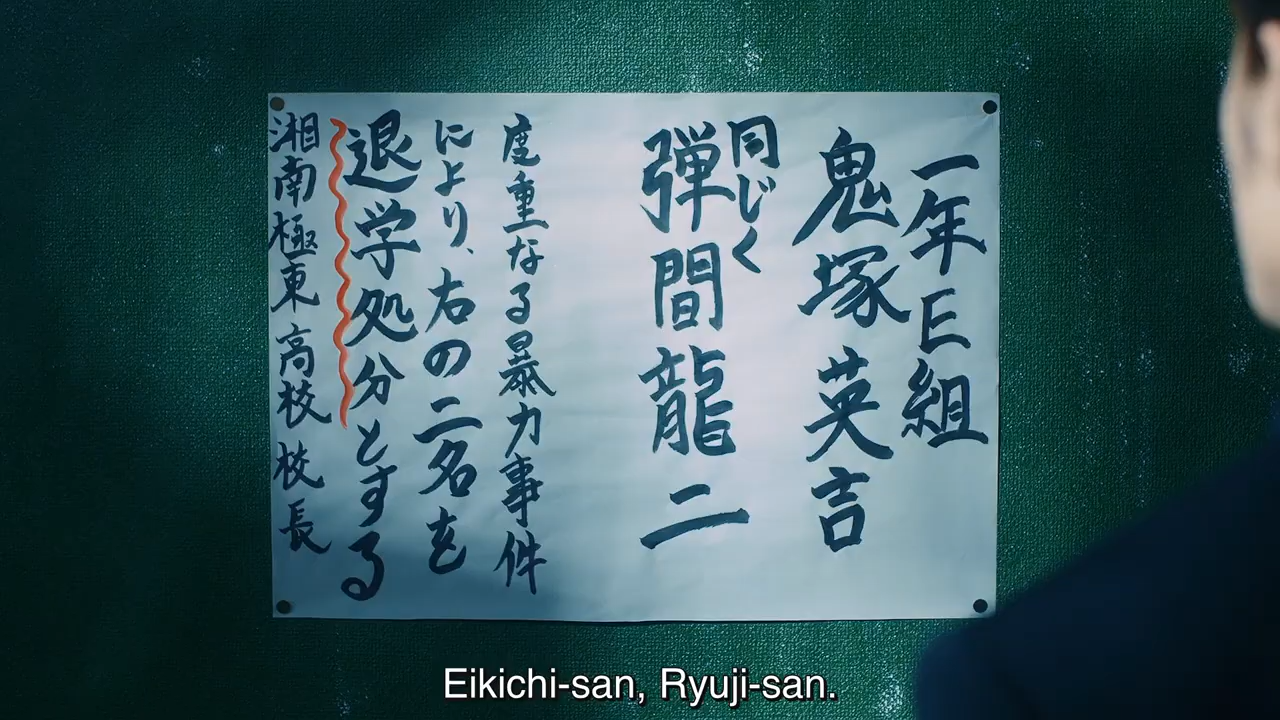 一年E組
鬼塚英吉
同じく
弾間龍二
度重なる暴力事件
により、右の二名を
退学処分とする
湘南極東高校校長
Eikichi-san, Ryuji-san.